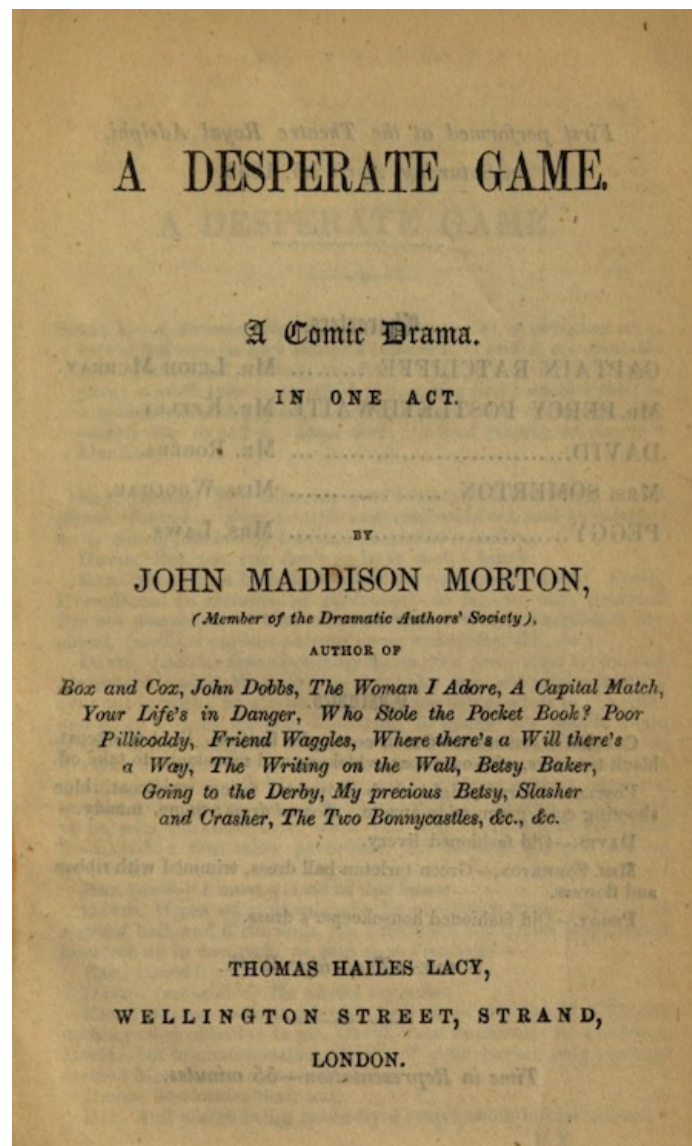 A DESPERATE GAME.
A Comic Drama.
IN ONE ACT.
BY
JOHN MADDISON MORTON,
(Member of the Dramatic Authors' Society),
AUTHOR OF
Box and Cox, John Dobbs, The Woman I Adore, A Capital Match,
Your Life's in Danger, Who Stole the Pocket Book? Poor
Pillicoddy, Friend Waggles, Where there's a Will there's
a Way, The Writing on the Wall, Betsy Baker,
Going to the Derby, My precious Betsy, Slasher
and Crasher, The Two Bonnycastles, &c., &c.
THOMAS HAILES LACY,
WELLINGTON STREET, STRAND,
LONDON.